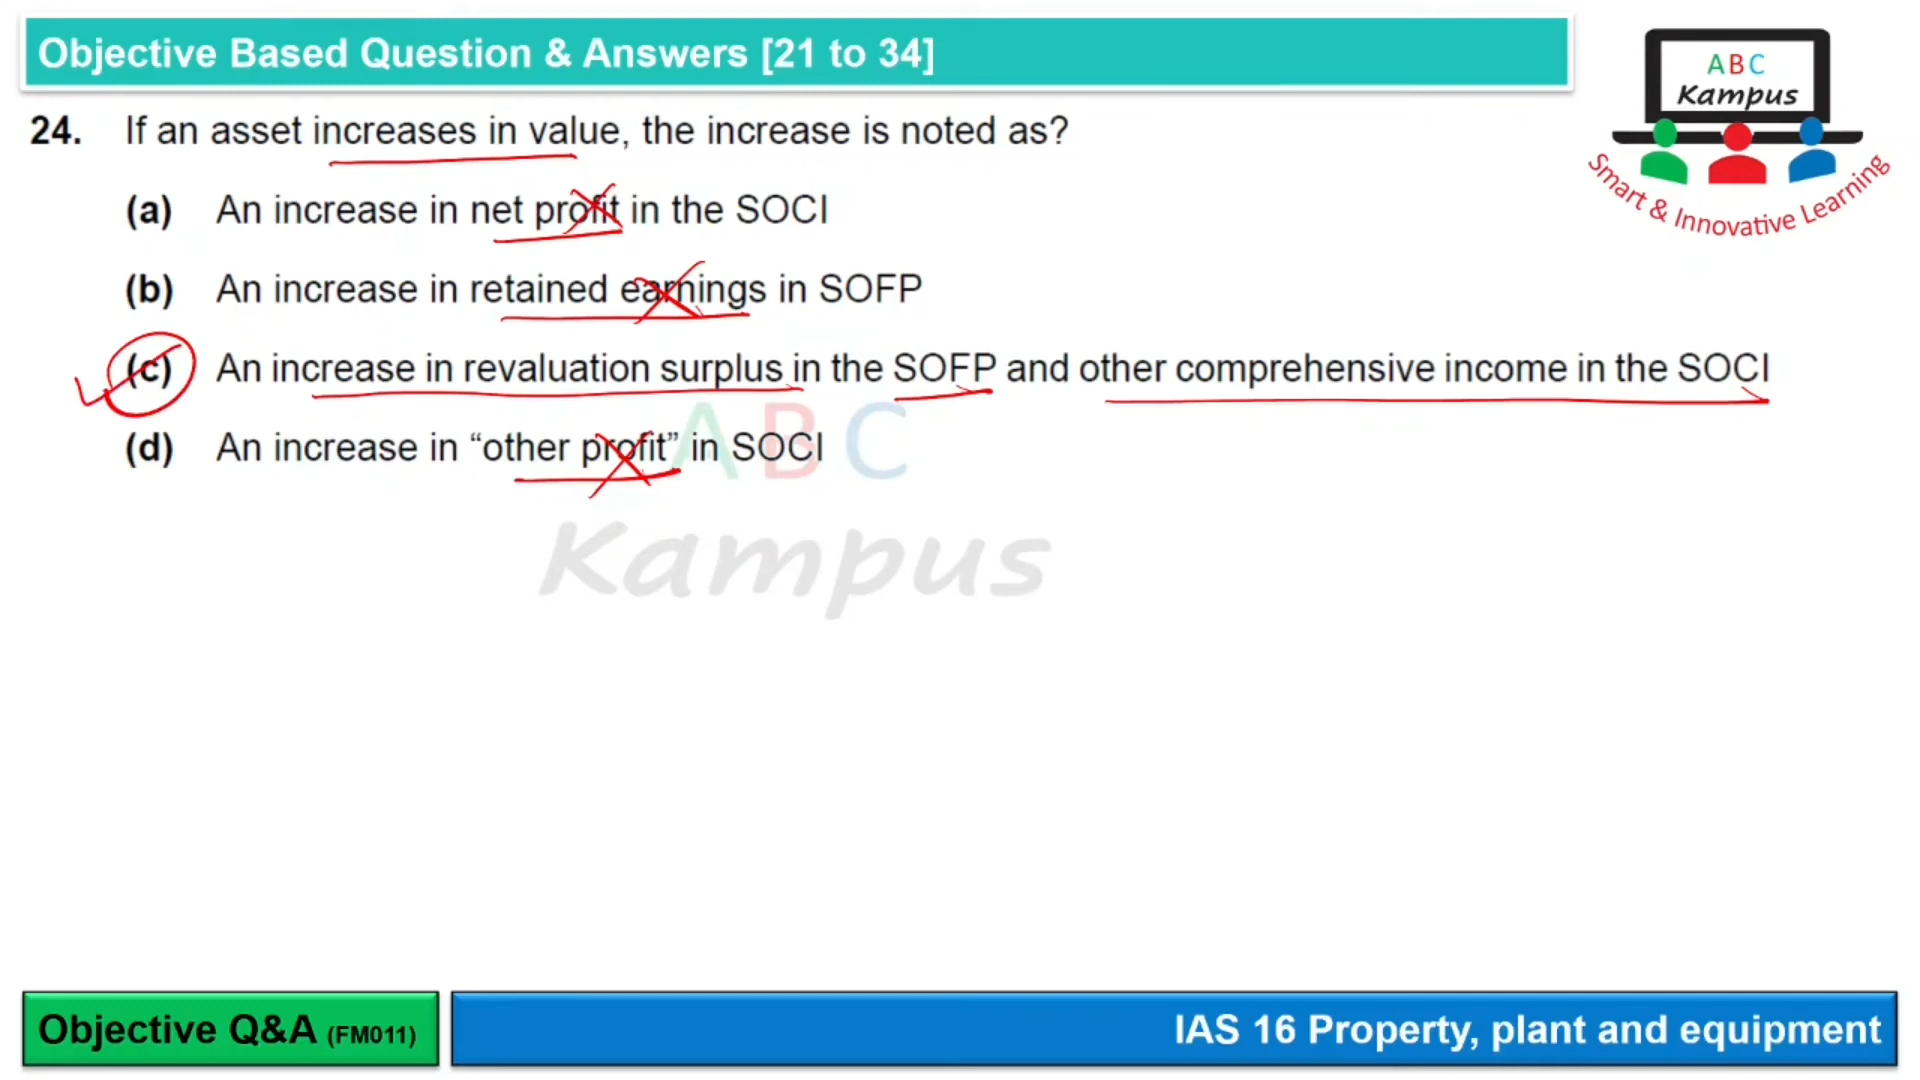 Objective Based Question & Answers [21 to 34]
ABC
Kampus
Smart & Innovative Learning
24. If an asset increases in value, the increase is noted as?
(a) An increase in net profit in the SOCI
(b) An increase in retained earnings in SOFP
(c) An increase in revaluation surplus in the SOFP and other comprehensive income in the SOCI
(d) An increase in “other profit” in SOCI
ABC
Kampus
Objective Q&A (FM011)
IAS 16 Property, plant and equipment